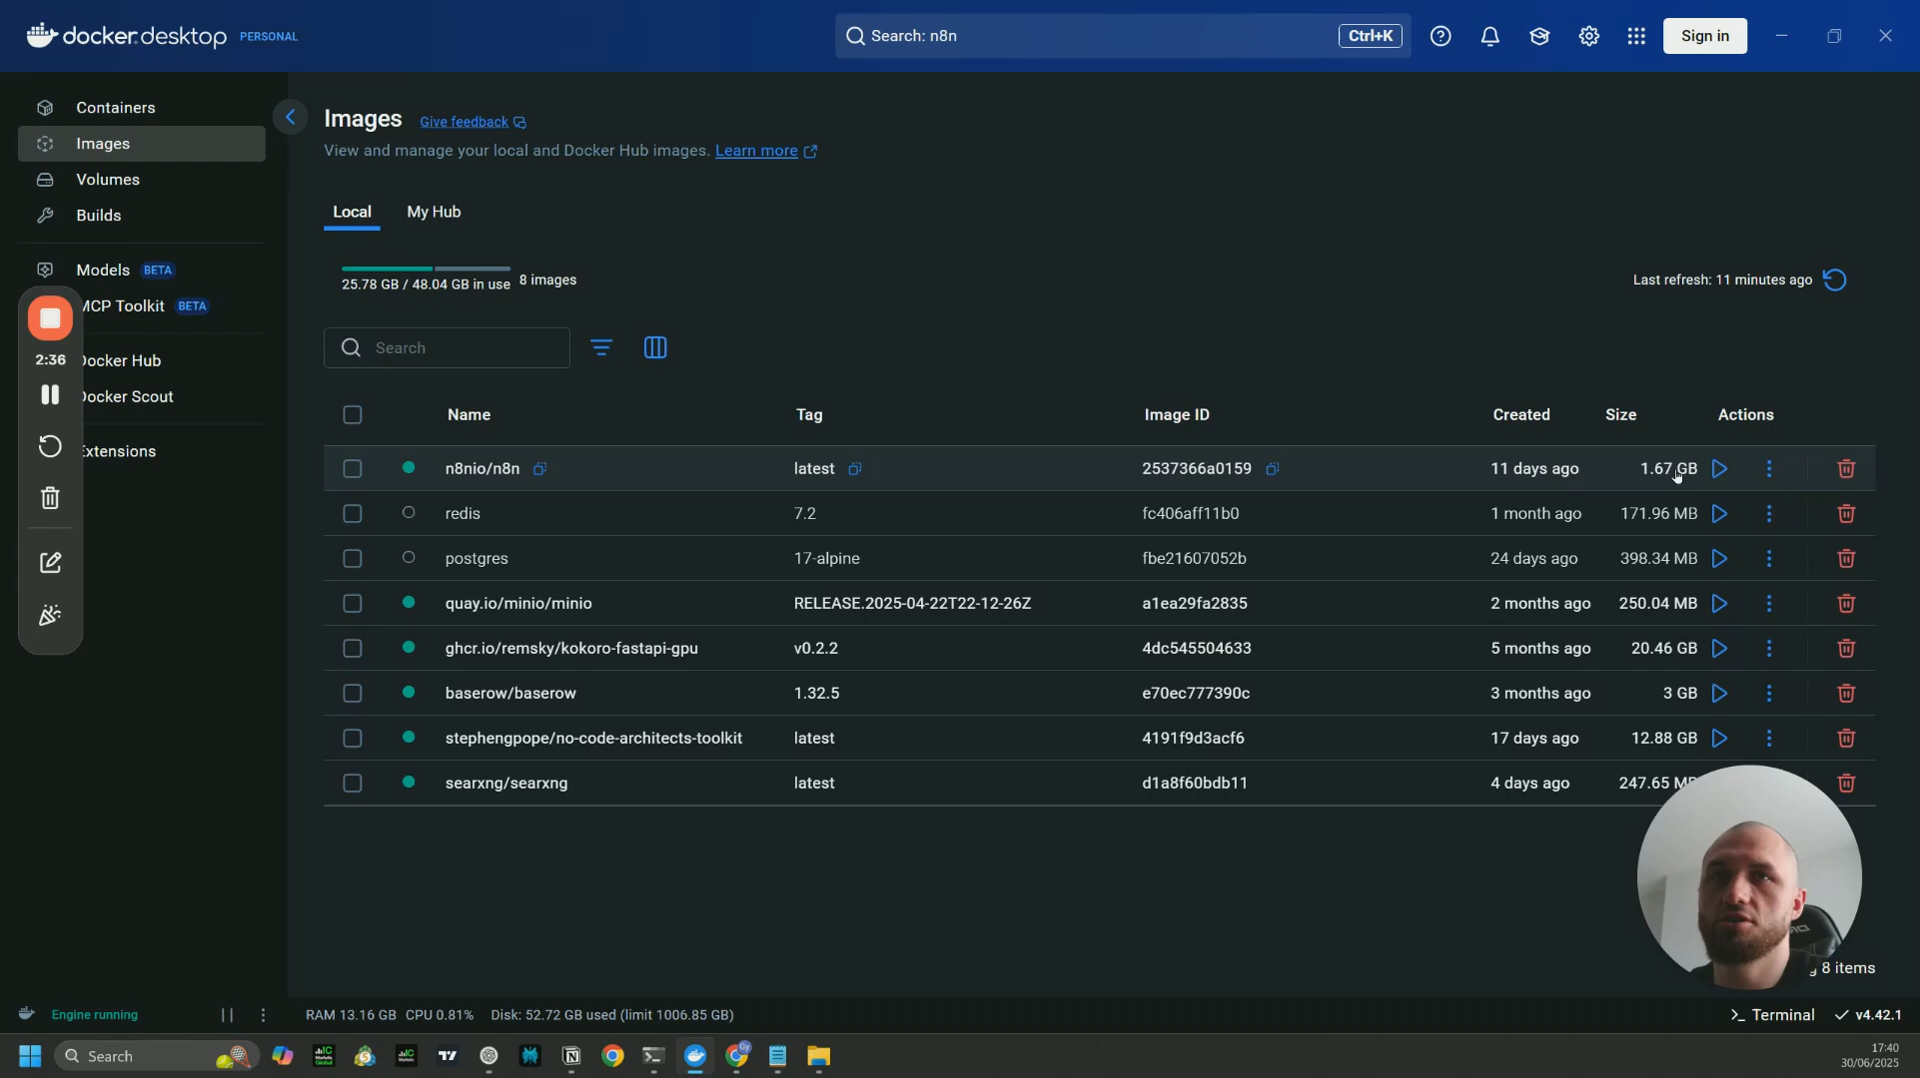 docker.desktop PERSONAL
Search: n8n
Ctrl+K
Sign in
Containers
Images
Volumes
Builds
Models BETA
MCP Toolkit BETA
Docker Hub
Docker Scout
Extensions
2:36
Images Give feedback
View and manage your local and Docker Hub images. Learn more
Local My Hub
25.78 GB / 48.04 GB in use 8 images
Last refresh: 11 minutes ago
Search
Name Tag Image ID Created Size Actions
n8nio/n8n latest 2537366a0159 11 days ago 1.67 GB
redis 7.2 fc406aff11b0 1 month ago 171.96 MB
postgres 17-alpine fbe21607052b 24 days ago 398.34 MB
quay.io/minio/minio RELEASE.2025-04-22T22-12-26Z a1ea29fa2835 2 months ago 250.04 MB
ghcr.io/remsky/kokoro-fastapi-gpu v0.2.2 4dc545504633 5 months ago 20.46 GB
baserow/baserow 1.32.5 e70ec777390c 3 months ago 3 GB
stephengpope/no-code-architects-toolkit latest 4191f9d3acf6 17 days ago 12.88 GB
searxng/searxng latest d1a8f60bdb11 4 days ago 247.65 MB
8 items
Engine running
RAM 13.16 GB CPU 0.81% Disk: 52.72 GB used (limit 1006.85 GB)
Terminal
v4.42.1
Search
17:40
30/06/2025